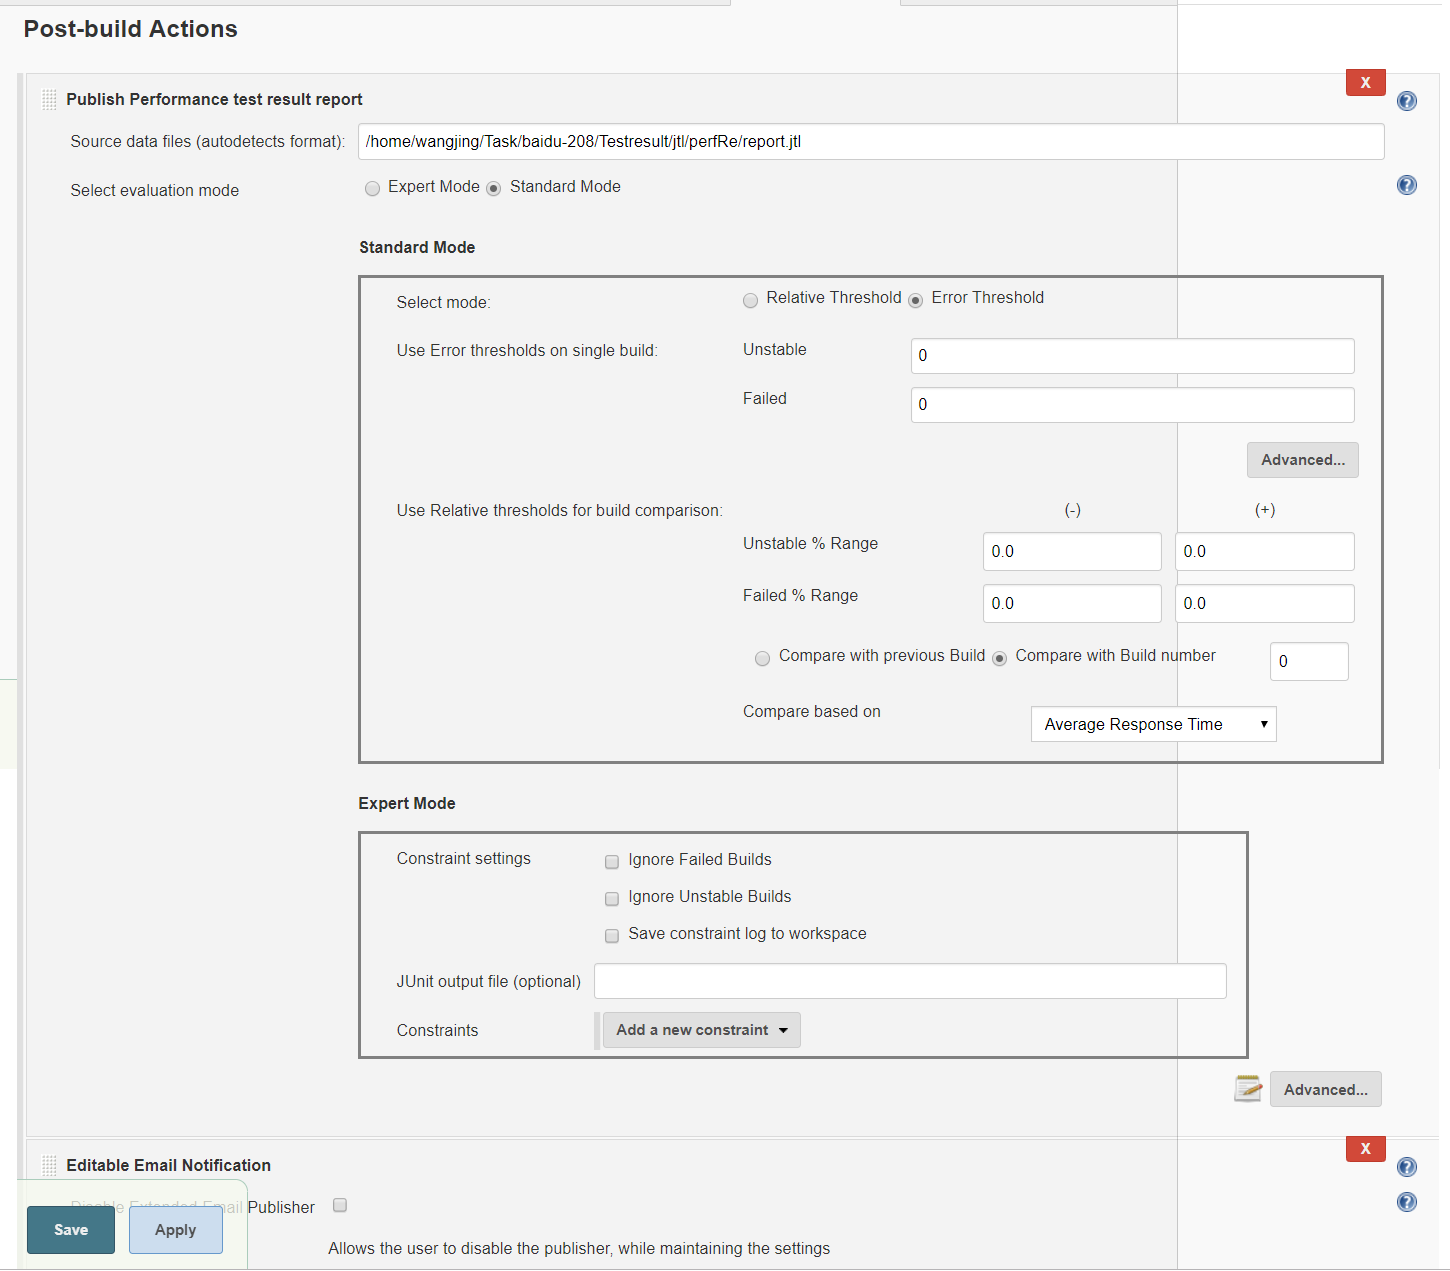 Post-build Actions
X
Publish Performance test result report
Source data files (autodetects format): /home/wangjing/Task/baidu-208/Testresult/jtl/perfRe/report.jtl
Select evaluation mode Expert Mode Standard Mode
Standard Mode
Select mode: Relative Threshold Error Threshold
Use Error thresholds on single build: Unstable 0
Failed 0
Advanced...
Use Relative thresholds for build comparison: (-) (+)
Unstable % Range 0.0 0.0
Failed % Range 0.0 0.0
Compare with previous Build Compare with Build number 0
Compare based on Average Response Time
Expert Mode
Constraint settings Ignore Failed Builds
Ignore Unstable Builds
Save constraint log to workspace
JUnit output file (optional)
Constraints Add a new constraint
Advanced...
X
Editable Email Notification
Disable Extended Email Publisher
Save Apply
Allows the user to disable the publisher, while maintaining the settings